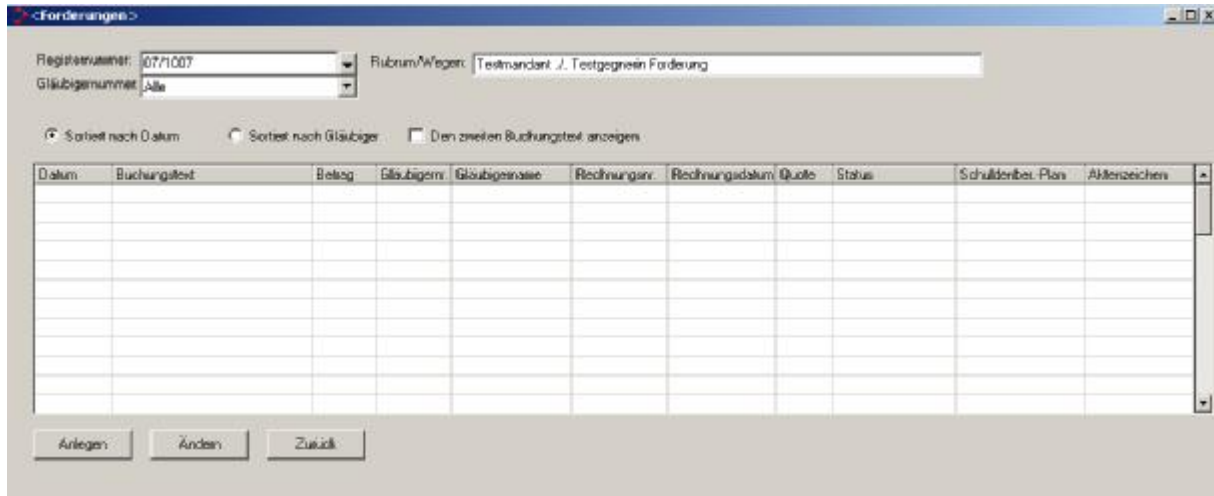 <Forderungen>
Registernummer: 07/1007 Rubrum/Wegen: Testmandant ./. Testgegnerin Forderung
Gläubigernummer: Alle
Sortiert nach Datum Sortiert nach Gläubiger Den zweiten Buchungstext anzeigen
Datum Buchungstext Betrag Gläubigernr. Gläubigername Rechnungsnr. Rechnungsdatum Quote Status Schuldenber.-Plan Aktenzeichen
Anlegen Ändern Zurück